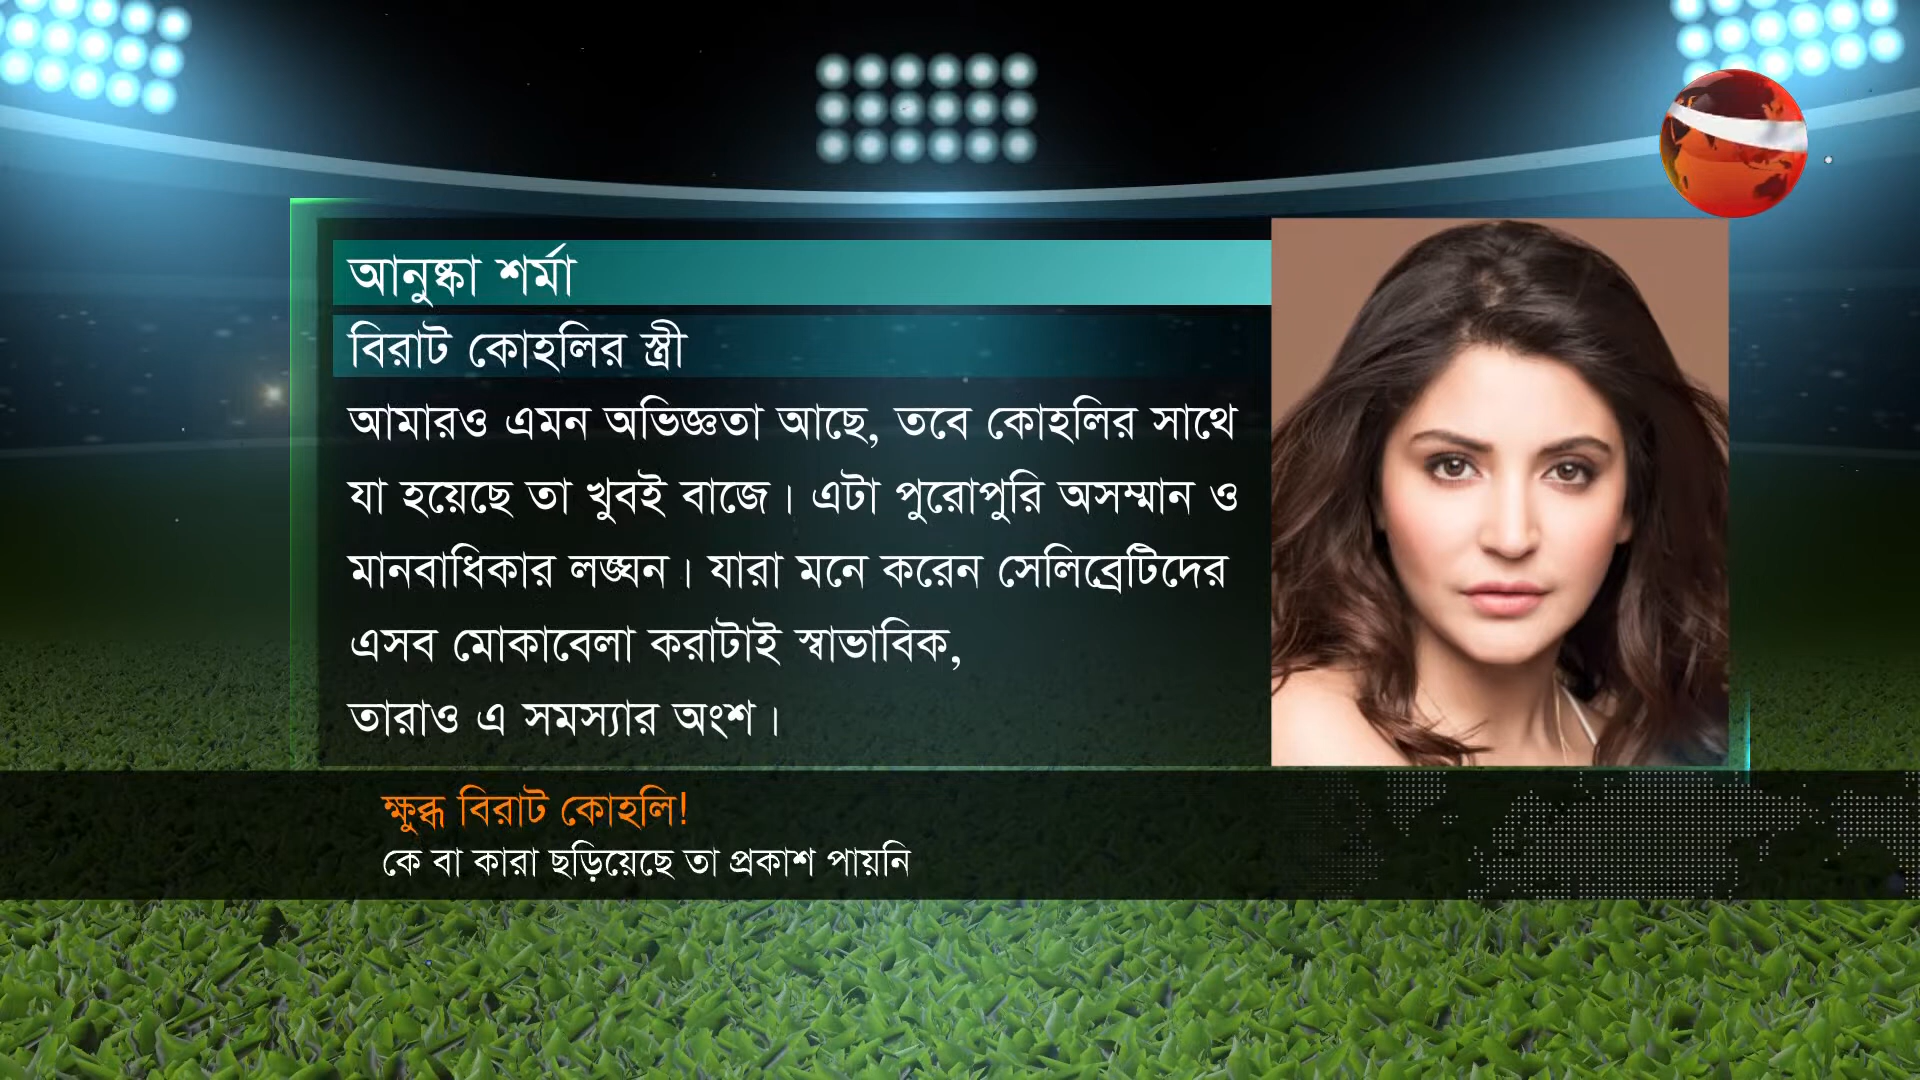 আনুষ্কা শর্মা
বিরাট কোহলির স্ত্রী
আমারও এমন অভিজ্ঞতা আছে, তবে কোহলির সাথে
যা হয়েছে তা খুবই বাজে। এটা পুরোপুরি অসম্মান ও
মানবাধিকার লঙ্ঘন। যারা মনে করেন সেলিব্রেটিদের
এসব মোকাবেলা করাটাই স্বাভাবিক,
তারাও এ সমস্যার অংশ।
ক্ষুব্ধ বিরাট কোহলি!
কে বা কারা ছড়িয়েছে তা প্রকাশ পায়নি